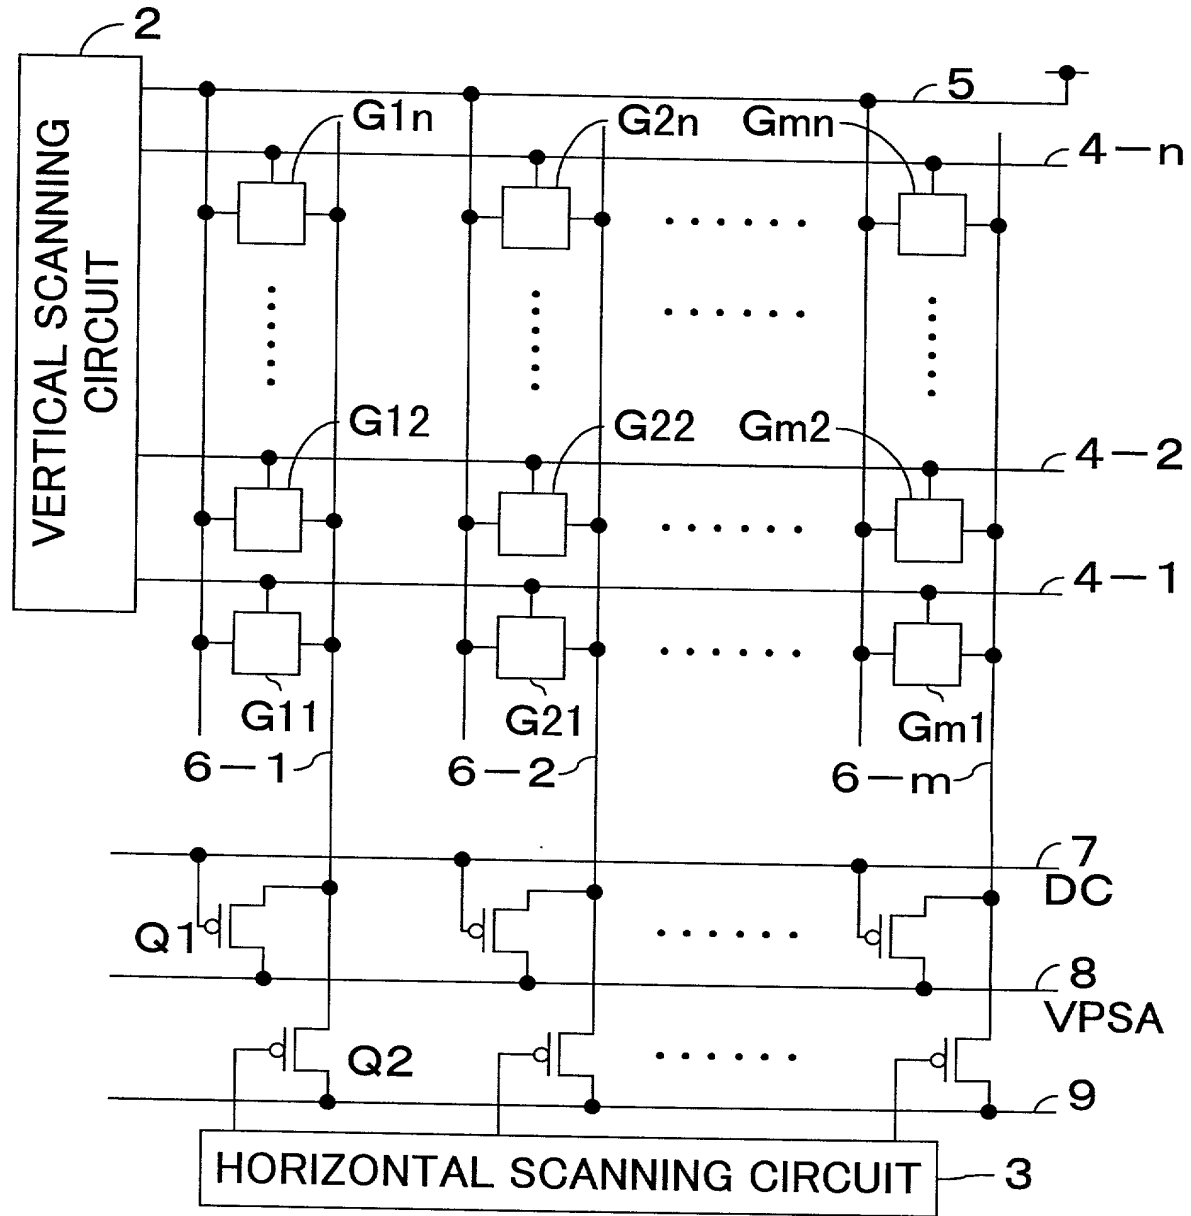 2
5
G1n
G2n
Gmn
4-n
VERTICAL SCANNING
CIRCUIT
G12
G22
Gm2
4-2
4-1
G11
G21
Gm1
6-1
6-2
6-m
7
DC
Q1
8
VPSA
Q2
9
HORIZONTAL SCANNING CIRCUIT
3